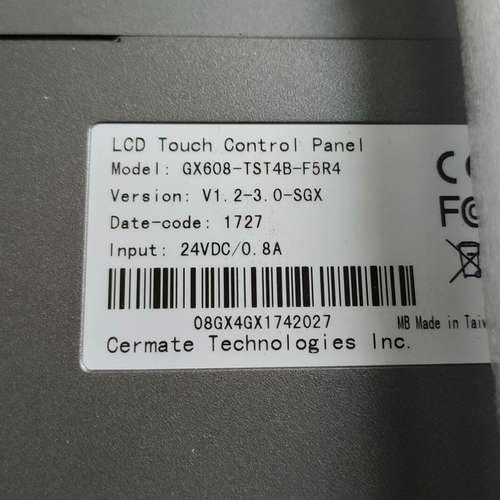 LCD Touch Control Panel
Model: GX608-TST4B-F5R4
Version: V1.2-3.0-SGX
Date-code: 1727
Input: 24VDC/0.8A
08GX4GX1742027
MB Made in
Cermate Technologies Inc.